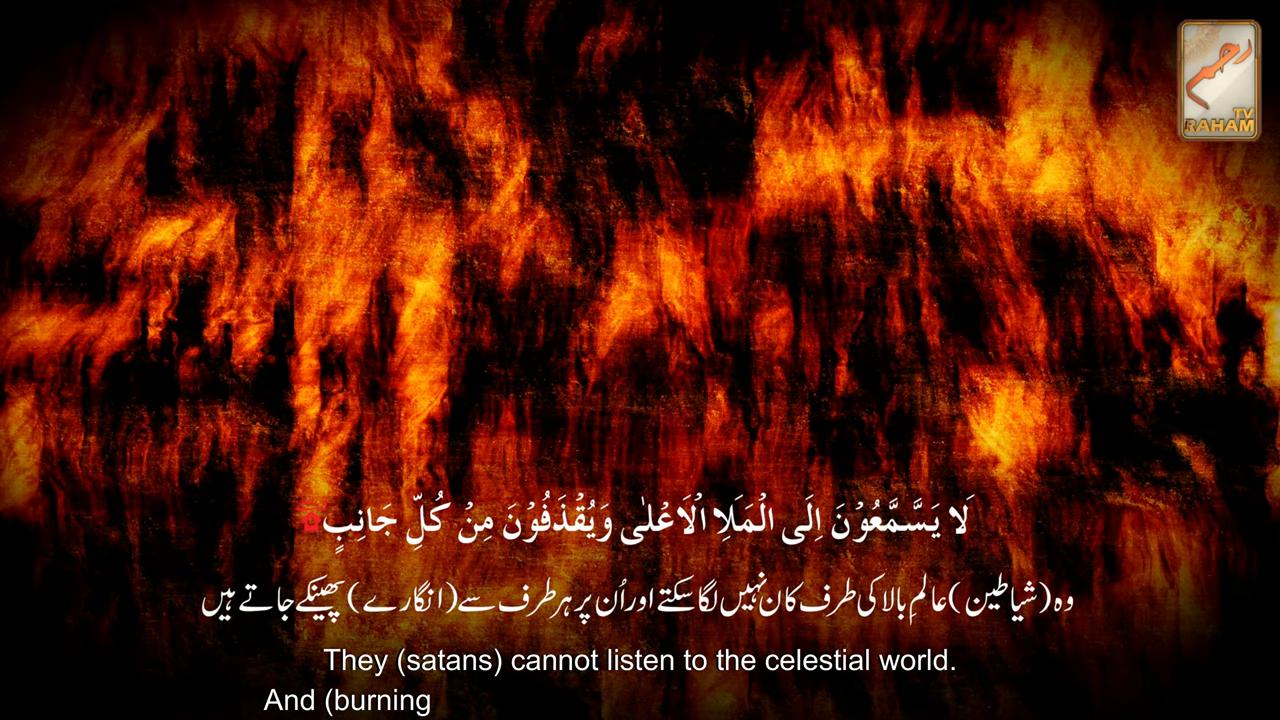 رحم
TV
RAHAM
لَا يَسَّمَّعُوْنَ اِلَى الْمَلَاِ الْاَعْلٰى وَيُقْذَفُوْنَ مِنْ كُلِّ جَانِبٍ
وہ (شیاطین) عالمِ بالا کی طرف کان نہیں لگا سکتے اور اُن پر ہر طرف سے (انگارے) پھینکے جاتے ہیں
They (satans) cannot listen to the celestial world.
And (burning